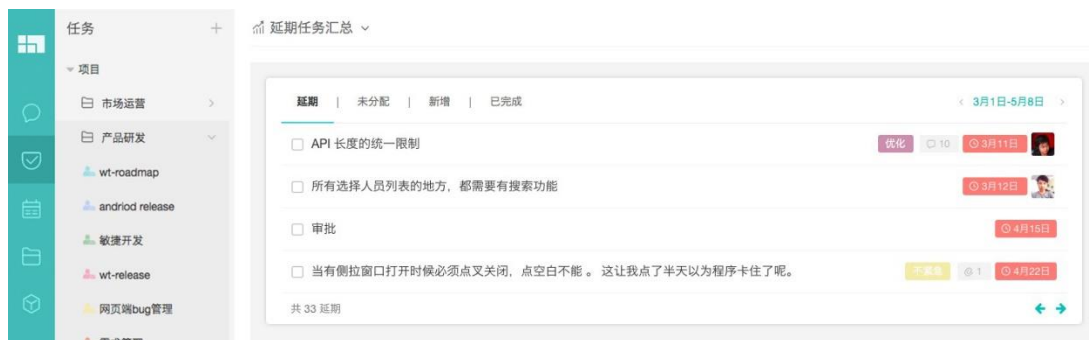 任务
项目
市场运营
产品研发
wt-roadmap
andriod release
敏捷开发
wt-release
网页端bug管理
延期任务汇总
延期 | 未分配 | 新增 | 已完成 3月1日-5月8日
API 长度的统一限制 优化 10 3月11日
所有选择人员列表的地方，都需要有搜索功能 3月12日
审批 4月15日
当有侧拉窗口打开时候必须点叉关闭，点空白不能 。 这让我点了半天以为程序卡住了呢。 不紧急 1 4月22日
共 33 延期